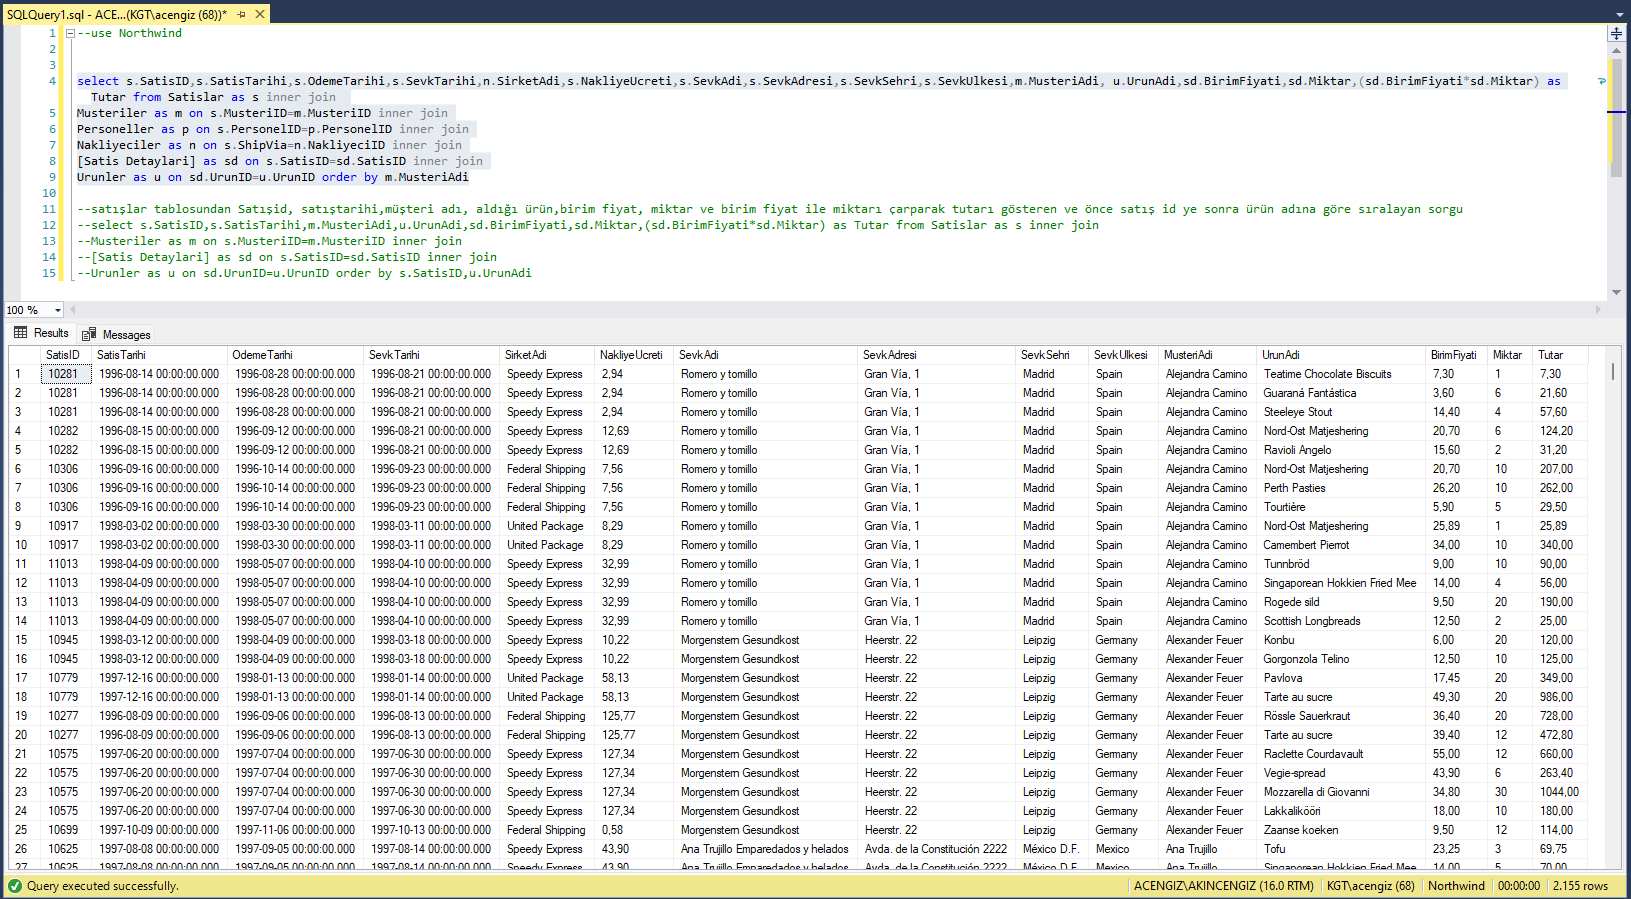 SQLQuery1.sql - ACE...(KGT\acengiz (68))*
1 --use Northwind
2
3
4 select s.SatisID,s.SatisTarihi,s.OdemeTarihi,s.SevkTarihi,n.SirketAdi,s.NakliyeUcreti,s.SevkAdi,s.SevkAdresi,s.SevkSehri,s.SevkUlkesi,m.MusteriAdi, u.UrunAdi,sd.BirimFiyati,sd.Miktar,(sd.BirimFiyati*sd.Miktar) as
Tutar from Satislar as s inner join
5 Musteriler as m on s.MusteriID=m.MusteriID inner join
6 Personeller as p on s.PersonelID=p.PersonelID inner join
7 Nakliyeciler as n on s.ShipVia=n.NakliyeciID inner join
8 [Satis Detaylari] as sd on s.SatisID=sd.SatisID inner join
9 Urunler as u on sd.UrunID=u.UrunID order by m.MusteriAdi
10
11 --satışlar tablosundan Satışid, satıştarihi,müşteri adı, aldığı ürün,birim fiyat, miktar ve birim fiyat ile miktarı çarparak tutarı gösteren ve önce satış id ye sonra ürün adına göre sıralayan sorgu
12 --select s.SatisID,s.SatisTarihi,m.MusteriAdi,u.UrunAdi,sd.BirimFiyati,sd.Miktar,(sd.BirimFiyati*sd.Miktar) as Tutar from Satislar as s inner join
13 --Musteriler as m on s.MusteriID=m.MusteriID inner join
14 --[Satis Detaylari] as sd on s.SatisID=sd.SatisID inner join
15 --Urunler as u on sd.UrunID=u.UrunID order by s.SatisID,u.UrunAdi
100 %
Results Messages
SatisID SatisTarihi OdemeTarihi SevkTarihi SirketAdi NakliyeUcreti SevkAdi SevkAdresi SevkSehri SevkUlkesi MusteriAdi UrunAdi BirimFiyati Miktar Tutar
1 10281 1996-08-14 00:00:00.000 1996-08-28 00:00:00.000 1996-08-21 00:00:00.000 Speedy Express 2,94 Romero y tomillo Gran Vía, 1 Madrid Spain Alejandra Camino Teatime Chocolate Biscuits 7,30 1 7,30
2 10281 1996-08-14 00:00:00.000 1996-08-28 00:00:00.000 1996-08-21 00:00:00.000 Speedy Express 2,94 Romero y tomillo Gran Vía, 1 Madrid Spain Alejandra Camino Guaraná Fantástica 3,60 6 21,60
3 10281 1996-08-14 00:00:00.000 1996-08-28 00:00:00.000 1996-08-21 00:00:00.000 Speedy Express 2,94 Romero y tomillo Gran Vía, 1 Madrid Spain Alejandra Camino Steeleye Stout 14,40 4 57,60
4 10282 1996-08-15 00:00:00.000 1996-09-12 00:00:00.000 1996-08-21 00:00:00.000 Speedy Express 12,69 Romero y tomillo Gran Vía, 1 Madrid Spain Alejandra Camino Nord-Ost Matjeshering 20,70 6 124,20
5 10282 1996-08-15 00:00:00.000 1996-09-12 00:00:00.000 1996-08-21 00:00:00.000 Speedy Express 12,69 Romero y tomillo Gran Vía, 1 Madrid Spain Alejandra Camino Ravioli Angelo 15,60 2 31,20
6 10306 1996-09-16 00:00:00.000 1996-10-14 00:00:00.000 1996-09-23 00:00:00.000 Federal Shipping 7,56 Romero y tomillo Gran Vía, 1 Madrid Spain Alejandra Camino Nord-Ost Matjeshering 20,70 10 207,00
7 10306 1996-09-16 00:00:00.000 1996-10-14 00:00:00.000 1996-09-23 00:00:00.000 Federal Shipping 7,56 Romero y tomillo Gran Vía, 1 Madrid Spain Alejandra Camino Perth Pasties 26,20 10 262,00
8 10306 1996-09-16 00:00:00.000 1996-10-14 00:00:00.000 1996-09-23 00:00:00.000 Federal Shipping 7,56 Romero y tomillo Gran Vía, 1 Madrid Spain Alejandra Camino Tourtière 5,90 5 29,50
9 10917 1998-03-02 00:00:00.000 1998-03-30 00:00:00.000 1998-03-11 00:00:00.000 United Package 8,29 Romero y tomillo Gran Vía, 1 Madrid Spain Alejandra Camino Nord-Ost Matjeshering 25,89 1 25,89
10 10917 1998-03-02 00:00:00.000 1998-03-30 00:00:00.000 1998-03-11 00:00:00.000 United Package 8,29 Romero y tomillo Gran Vía, 1 Madrid Spain Alejandra Camino Camembert Pierrot 34,00 10 340,00
11 11013 1998-04-09 00:00:00.000 1998-05-07 00:00:00.000 1998-04-10 00:00:00.000 Speedy Express 32,99 Romero y tomillo Gran Vía, 1 Madrid Spain Alejandra Camino Tunnbröd 9,00 10 90,00
12 11013 1998-04-09 00:00:00.000 1998-05-07 00:00:00.000 1998-04-10 00:00:00.000 Speedy Express 32,99 Romero y tomillo Gran Vía, 1 Madrid Spain Alejandra Camino Singaporean Hokkien Fried Mee 14,00 4 56,00
13 11013 1998-04-09 00:00:00.000 1998-05-07 00:00:00.000 1998-04-10 00:00:00.000 Speedy Express 32,99 Romero y tomillo Gran Vía, 1 Madrid Spain Alejandra Camino Rogede sild 9,50 20 190,00
14 11013 1998-04-09 00:00:00.000 1998-05-07 00:00:00.000 1998-04-10 00:00:00.000 Speedy Express 32,99 Romero y tomillo Gran Vía, 1 Madrid Spain Alejandra Camino Scottish Longbreads 12,50 2 25,00
15 10945 1998-03-12 00:00:00.000 1998-04-09 00:00:00.000 1998-03-18 00:00:00.000 Speedy Express 10,22 Morgenstern Gesundkost Heerstr. 22 Leipzig Germany Alexander Feuer Konbu 6,00 20 120,00
16 10945 1998-03-12 00:00:00.000 1998-04-09 00:00:00.000 1998-03-18 00:00:00.000 Speedy Express 10,22 Morgenstern Gesundkost Heerstr. 22 Leipzig Germany Alexander Feuer Gorgonzola Telino 12,50 10 125,00
17 10779 1997-12-16 00:00:00.000 1998-01-13 00:00:00.000 1998-01-14 00:00:00.000 United Package 58,13 Morgenstern Gesundkost Heerstr. 22 Leipzig Germany Alexander Feuer Pavlova 17,45 20 349,00
18 10779 1997-12-16 00:00:00.000 1998-01-13 00:00:00.000 1998-01-14 00:00:00.000 United Package 58,13 Morgenstern Gesundkost Heerstr. 22 Leipzig Germany Alexander Feuer Tarte au sucre 49,30 20 986,00
19 10277 1996-08-09 00:00:00.000 1996-09-06 00:00:00.000 1996-08-13 00:00:00.000 Federal Shipping 125,77 Morgenstern Gesundkost Heerstr. 22 Leipzig Germany Alexander Feuer Rössle Sauerkraut 36,40 20 728,00
20 10277 1996-08-09 00:00:00.000 1996-09-06 00:00:00.000 1996-08-13 00:00:00.000 Federal Shipping 125,77 Morgenstern Gesundkost Heerstr. 22 Leipzig Germany Alexander Feuer Tarte au sucre 39,40 12 472,80
21 10575 1997-06-20 00:00:00.000 1997-07-04 00:00:00.000 1997-06-30 00:00:00.000 Speedy Express 127,34 Morgenstern Gesundkost Heerstr. 22 Leipzig Germany Alexander Feuer Raclette Courdavault 55,00 12 660,00
22 10575 1997-06-20 00:00:00.000 1997-07-04 00:00:00.000 1997-06-30 00:00:00.000 Speedy Express 127,34 Morgenstern Gesundkost Heerstr. 22 Leipzig Germany Alexander Feuer Vegie-spread 43,90 6 263,40
23 10575 1997-06-20 00:00:00.000 1997-07-04 00:00:00.000 1997-06-30 00:00:00.000 Speedy Express 127,34 Morgenstern Gesundkost Heerstr. 22 Leipzig Germany Alexander Feuer Mozzarella di Giovanni 34,80 30 1044,00
24 10575 1997-06-20 00:00:00.000 1997-07-04 00:00:00.000 1997-06-30 00:00:00.000 Speedy Express 127,34 Morgenstern Gesundkost Heerstr. 22 Leipzig Germany Alexander Feuer Lakkalikööri 18,00 10 180,00
25 10699 1997-10-09 00:00:00.000 1997-11-06 00:00:00.000 1997-10-13 00:00:00.000 Federal Shipping 0,58 Morgenstern Gesundkost Heerstr. 22 Leipzig Germany Alexander Feuer Zaanse koeken 9,50 12 114,00
26 10625 1997-08-08 00:00:00.000 1997-09-05 00:00:00.000 1997-08-14 00:00:00.000 Speedy Express 43,90 Ana Trujillo Emparedados y helados Avda. de la Constitución 2222 México D.F. Mexico Ana Trujillo Tofu 23,25 3 69,75
27 10625 1997-08-08 00:00:00.000 1997-09-05 00:00:00.000 1997-08-14 00:00:00.000 Speedy Express 43,90 Ana Trujillo Emparedados y helados Avda. de la Constitución 2222 México D.F. Mexico Ana Trujillo Singaporean Hokkien Fried Mee 14,00 5 70,00
Query executed successfully. ACENGIZ\AKINCENGIZ (16.0 RTM) KGT\acengiz (68) Northwind 00:00:00 2.155 rows